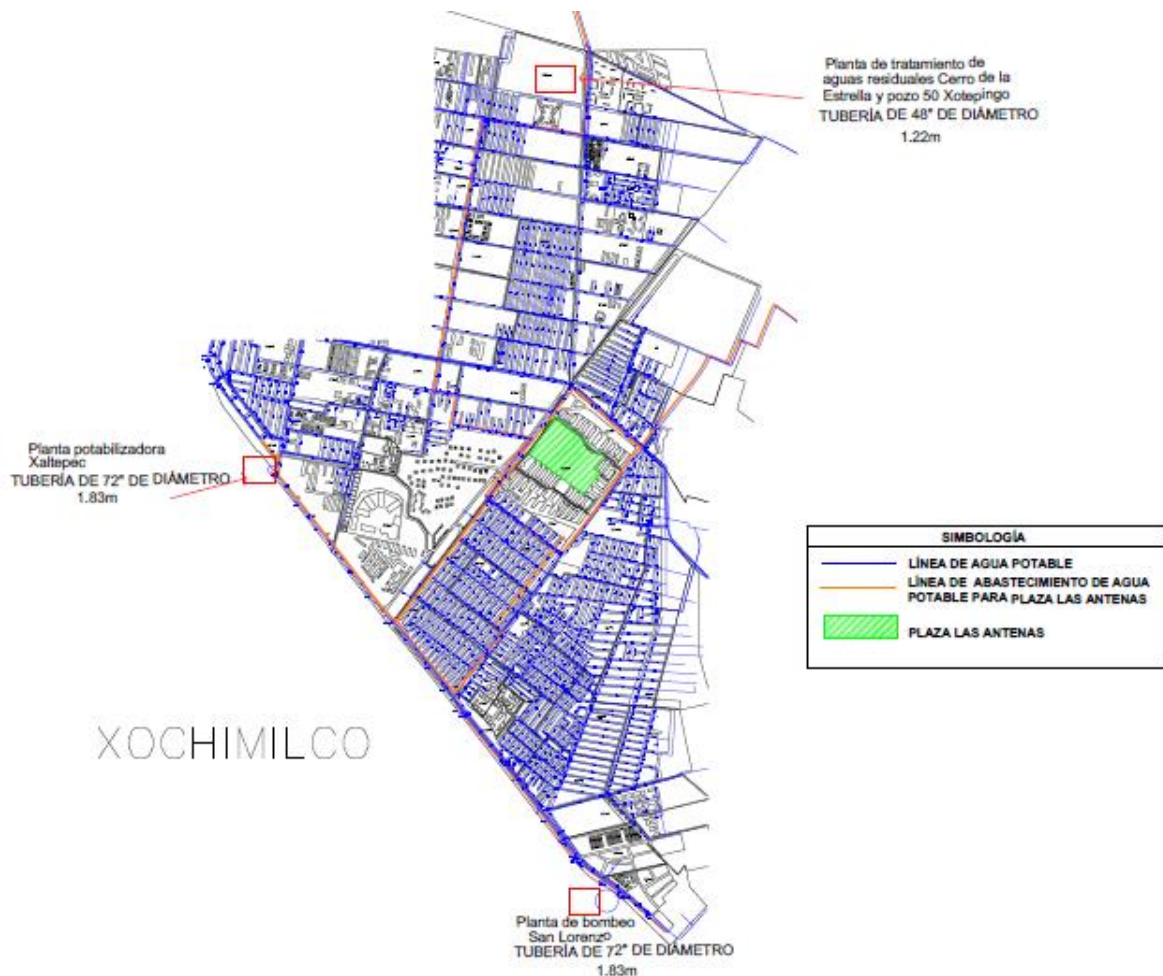 Planta de tratamiento de
aguas residuales Cerro de la
Estrella y pozo 50 Xotepingo
TUBERÍA DE 48" DE DIÁMETRO
1.22m
Planta potabilizadora
Xaltepec
TUBERÍA DE 72" DE DIÁMETRO
1.83m
SIMBOLOGÍA
LÍNEA DE AGUA POTABLE
LÍNEA DE ABASTECIMIENTO DE AGUA
POTABLE PARA PLAZA LAS ANTENAS
PLAZA LAS ANTENAS
XOCHIMILCO
Planta de bombeo
San Lorenzo
TUBERÍA DE 72" DE DIÁMETRO
1.83m